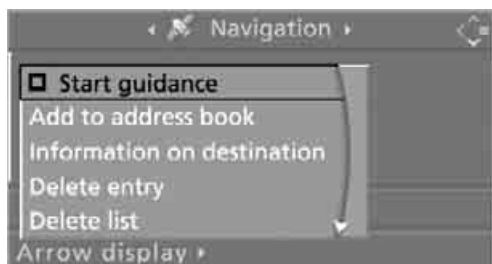 Navigation
Start guidance
Add to address book
Information on destination
Delete entry
Delete list
Arrow display